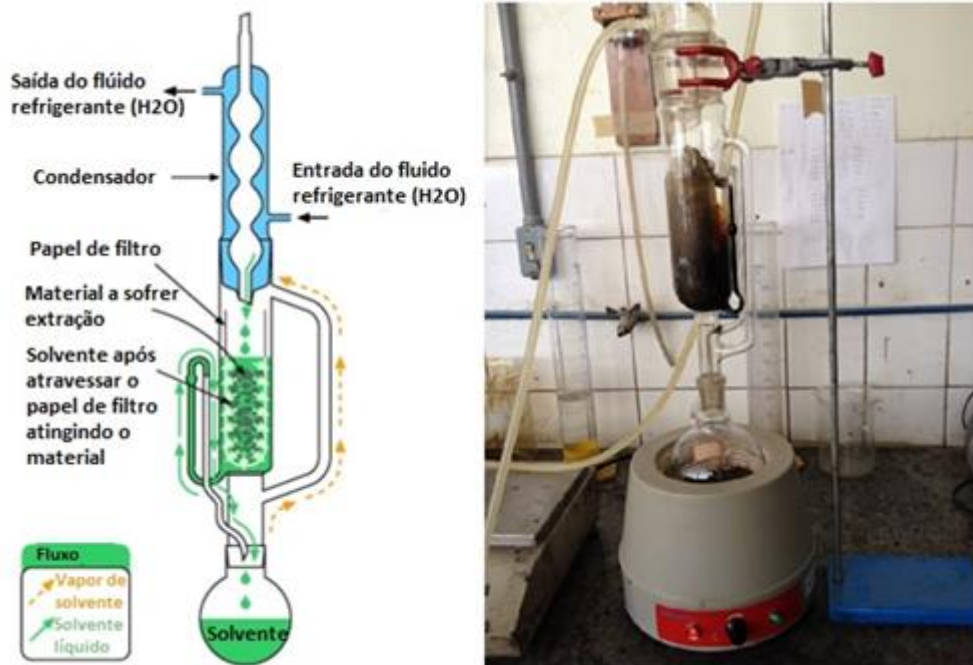 Saída do flúido
refrigerante (H2O)
Condensador
Entrada do fluido
refrigerante (H2O)
Papel de filtro
Material a sofrer
extração
Solvente após
atravessar o
papel de filtro
atingindo o
material
Fluxo
Vapor de
solvente
Solvente
líquido
Solvente